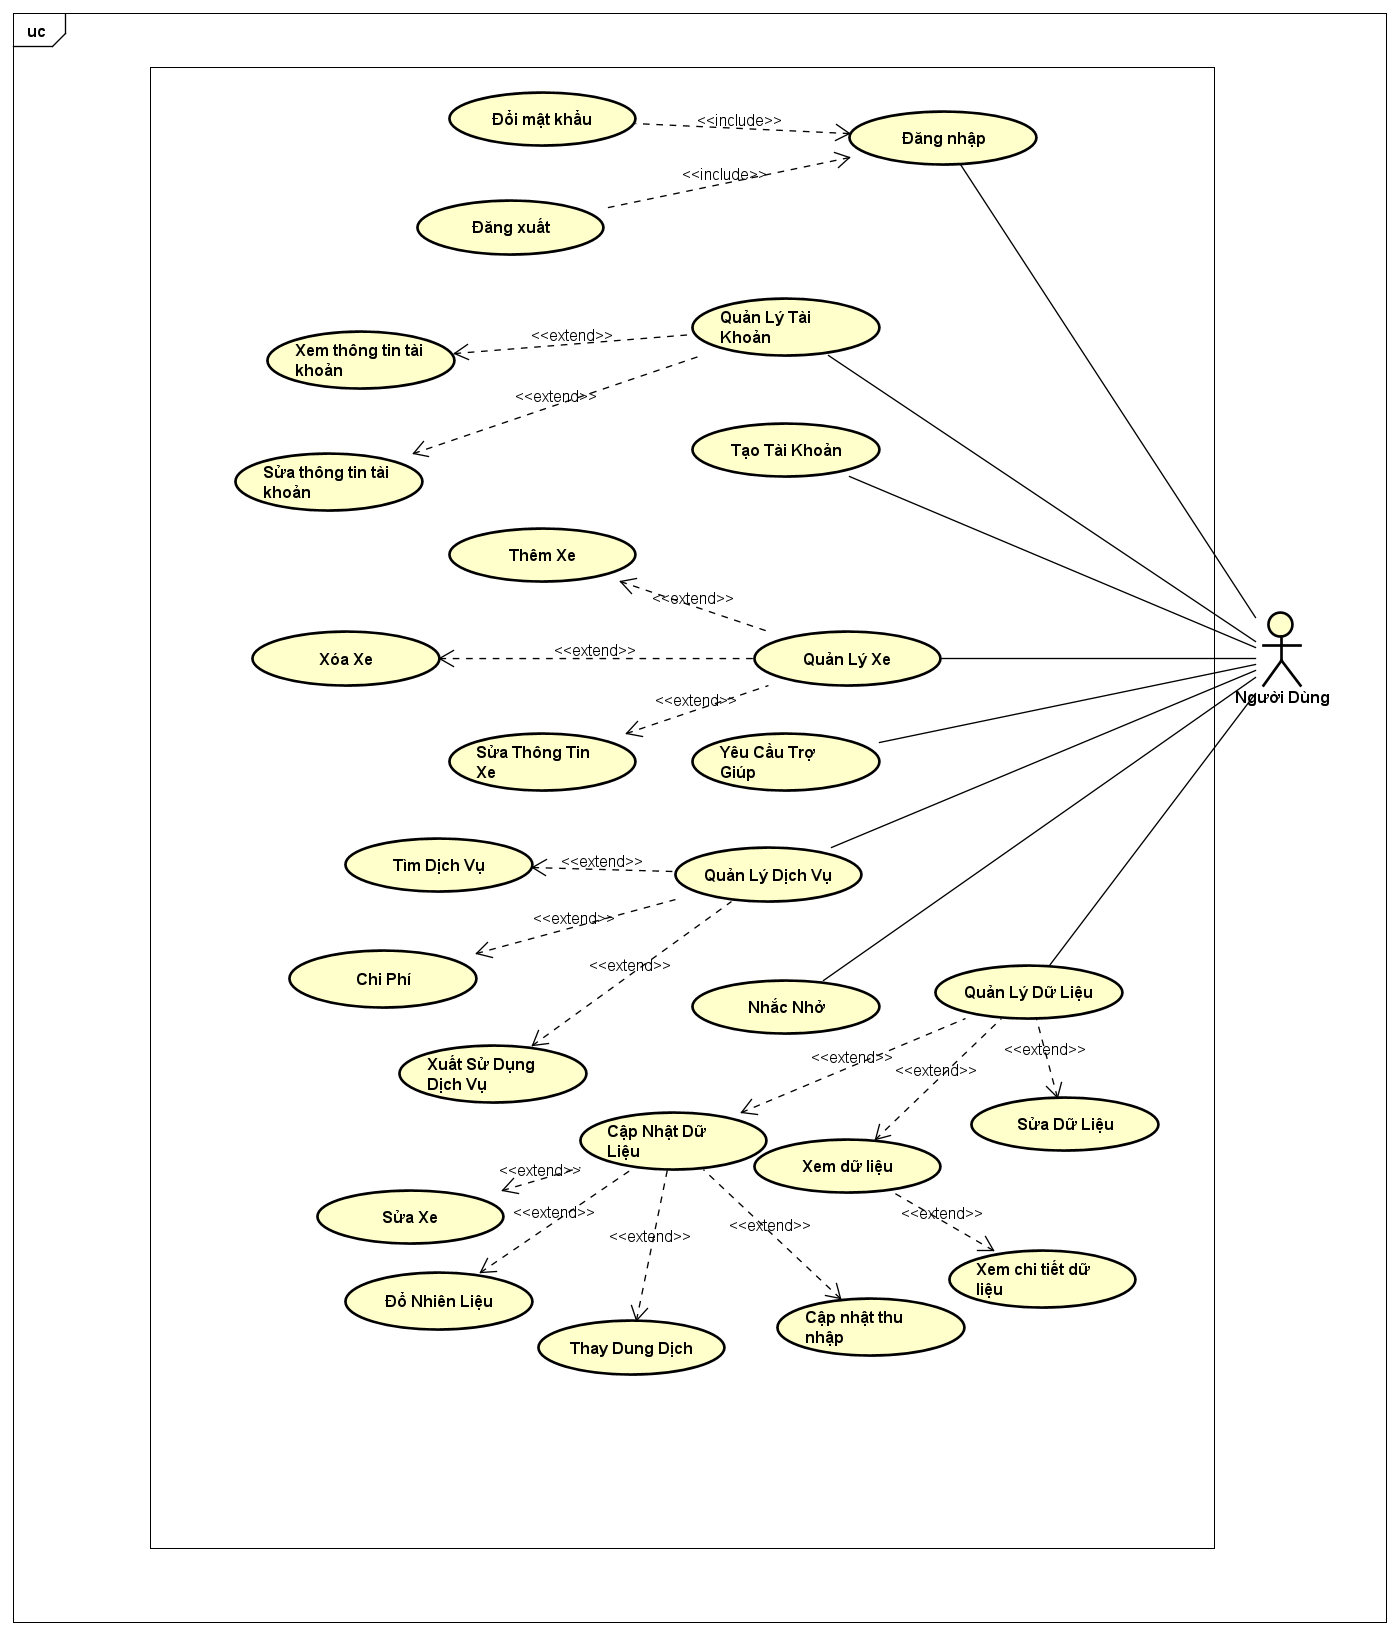 uc
Đổi mật khẩu
<<include>>
Đăng nhập
<<include>>
Đăng xuất
Quản Lý Tài
Khoản
<<extend>>
Xem thông tin tài
khoản
<<extend>>
Tạo Tài Khoản
Sửa thông tin tài
khoản
Thêm Xe
<<extend>>
Xóa Xe
<<extend>>
Quản Lý Xe
Người Dùng
<<extend>>
Sửa Thông Tin
Xe
Yêu Cầu Trợ
Giúp
Tìm Dịch Vụ
<<extend>>
Quản Lý Dịch Vụ
<<extend>>
Chi Phí
<<extend>>
Nhắc Nhở
Quản Lý Dữ Liệu
Xuất Sử Dụng
Dịch Vụ
<<extend>>
<<extend>>
<<extend>>
Sửa Dữ Liệu
Cập Nhật Dữ
Liệu
Xem dữ liệu
<<extend>>
Sửa Xe
<<extend>>
<<extend>>
<<extend>>
<<extend>>
Xem chi tiết dữ
liệu
Đổ Nhiên Liệu
Cập nhật thu
nhập
Thay Dung Dịch